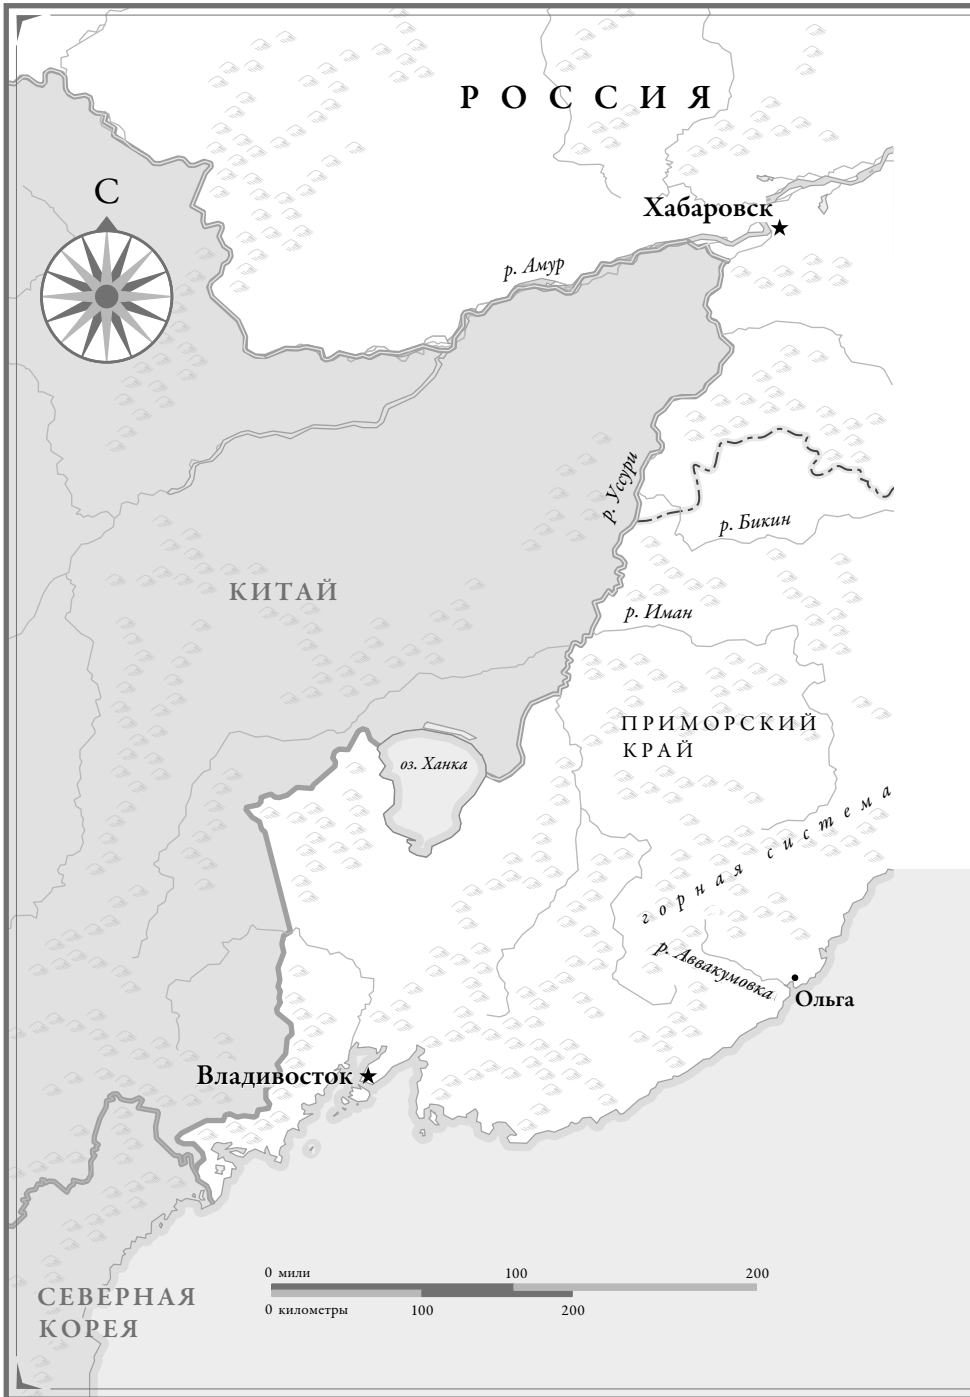 РОССИЯ
С
Хабаровск
р. Амур
р. Уссури
р. Бикин
КИТАЙ
р. Иман
ПРИМОРСКИЙ
КРАЙ
оз. Ханка
горная система
р. Аввакумовка
Ольга
Владивосток
0 мили 100 200
0 километры 100 200
СЕВЕРНАЯ
КОРЕЯ